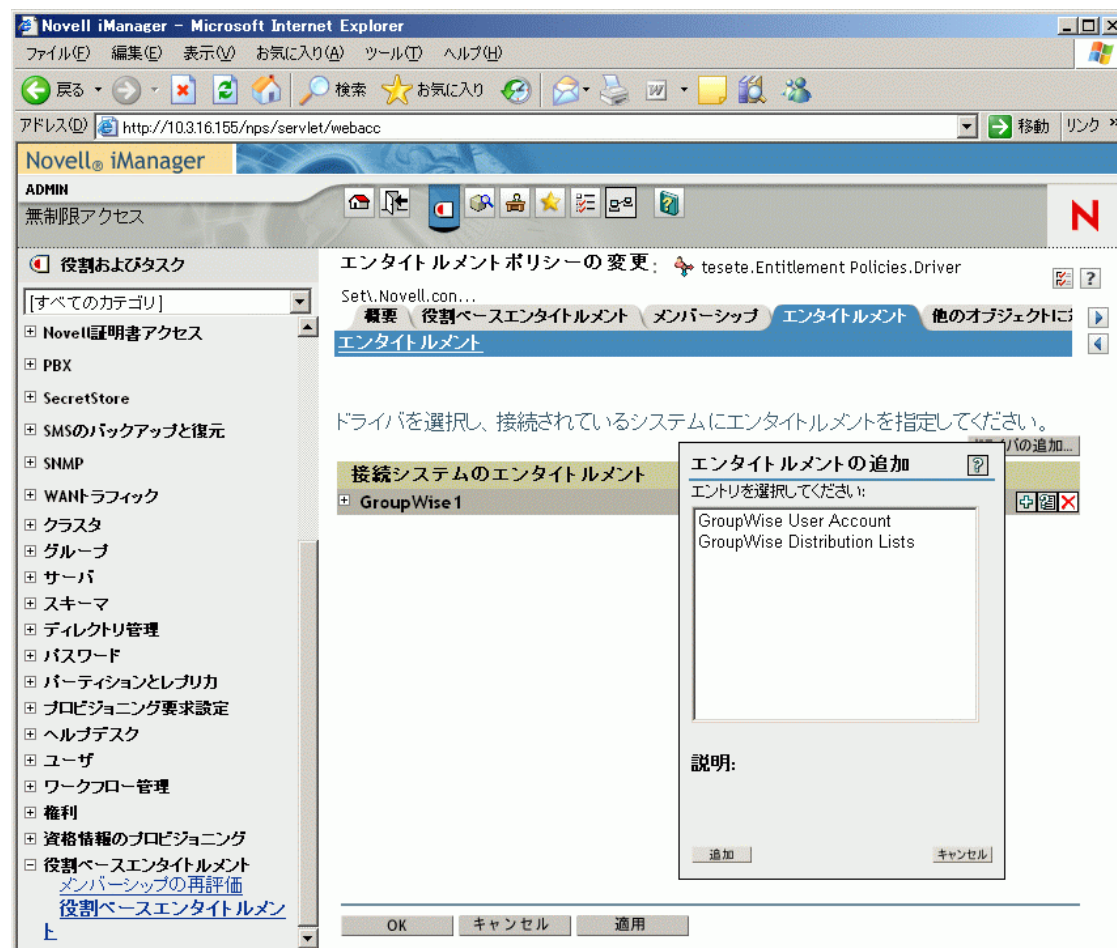 Novell iManager - Microsoft Internet Explorer
ファイル(F) 編集(E) 表示(V) お気に入り(A) ツール(T) ヘルプ(H)
戻る 検索 お気に入り
アドレス(D) http://10.3.16.155/nps/servlet/webacc 移動 リンク »
Novell® iManager
ADMIN
無制限アクセス
N
役割およびタスク
[すべてのカテゴリ]
Novell証明書アクセス
PBX
SecretStore
SMSのバックアップと復元
SNMP
WANトラフィック
クラスタ
グループ
サーバ
スキーマ
ディレクトリ管理
パスワード
パーティションとレプリカ
プロビジョニング要求設定
ヘルプデスク
ユーザ
ワークフロー管理
権利
資格情報のプロビジョニング
役割ベースエンタイトルメント
メンバーシップの再評価
役割ベースエンタイトルメン
ト
エンタイトルメントポリシーの変更: tesete.Entitlement Policies.Driver
Set\.Novell.con...
概要 役割ベースエンタイトルメント メンバーシップ エンタイトルメント 他のオブジェクトに
エンタイトルメント
ドライバを選択し、接続されているシステムにエンタイトルメントを指定してください。
バの追加...
接続システムのエンタイトルメント
GroupWise 1
エンタイトルメントの追加
エントリを選択してください:
GroupWise User Account
GroupWise Distribution Lists
説明:
追加 キャンセル
OK キャンセル 適用